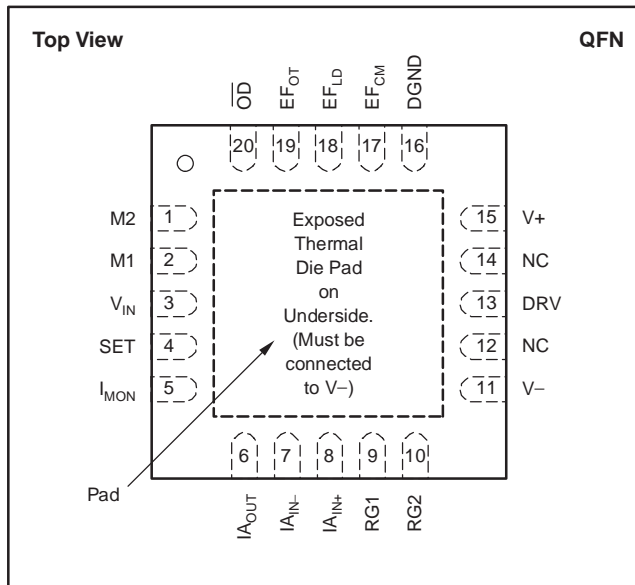 Top View
QFN
OD
EFOT
EFLD
EFCM
DGND
20
19
18
17
16
M2 1
M1 2
VIN 3
SET 4
IMON 5
Exposed
Thermal
Die Pad
on
Underside.
(Must be
connected
to V−)
15 V+
14 NC
13 DRV
12 NC
11 V−
6
7
8
9
10
Pad
IAOUT
IAIN−
IAIN+
RG1
RG2